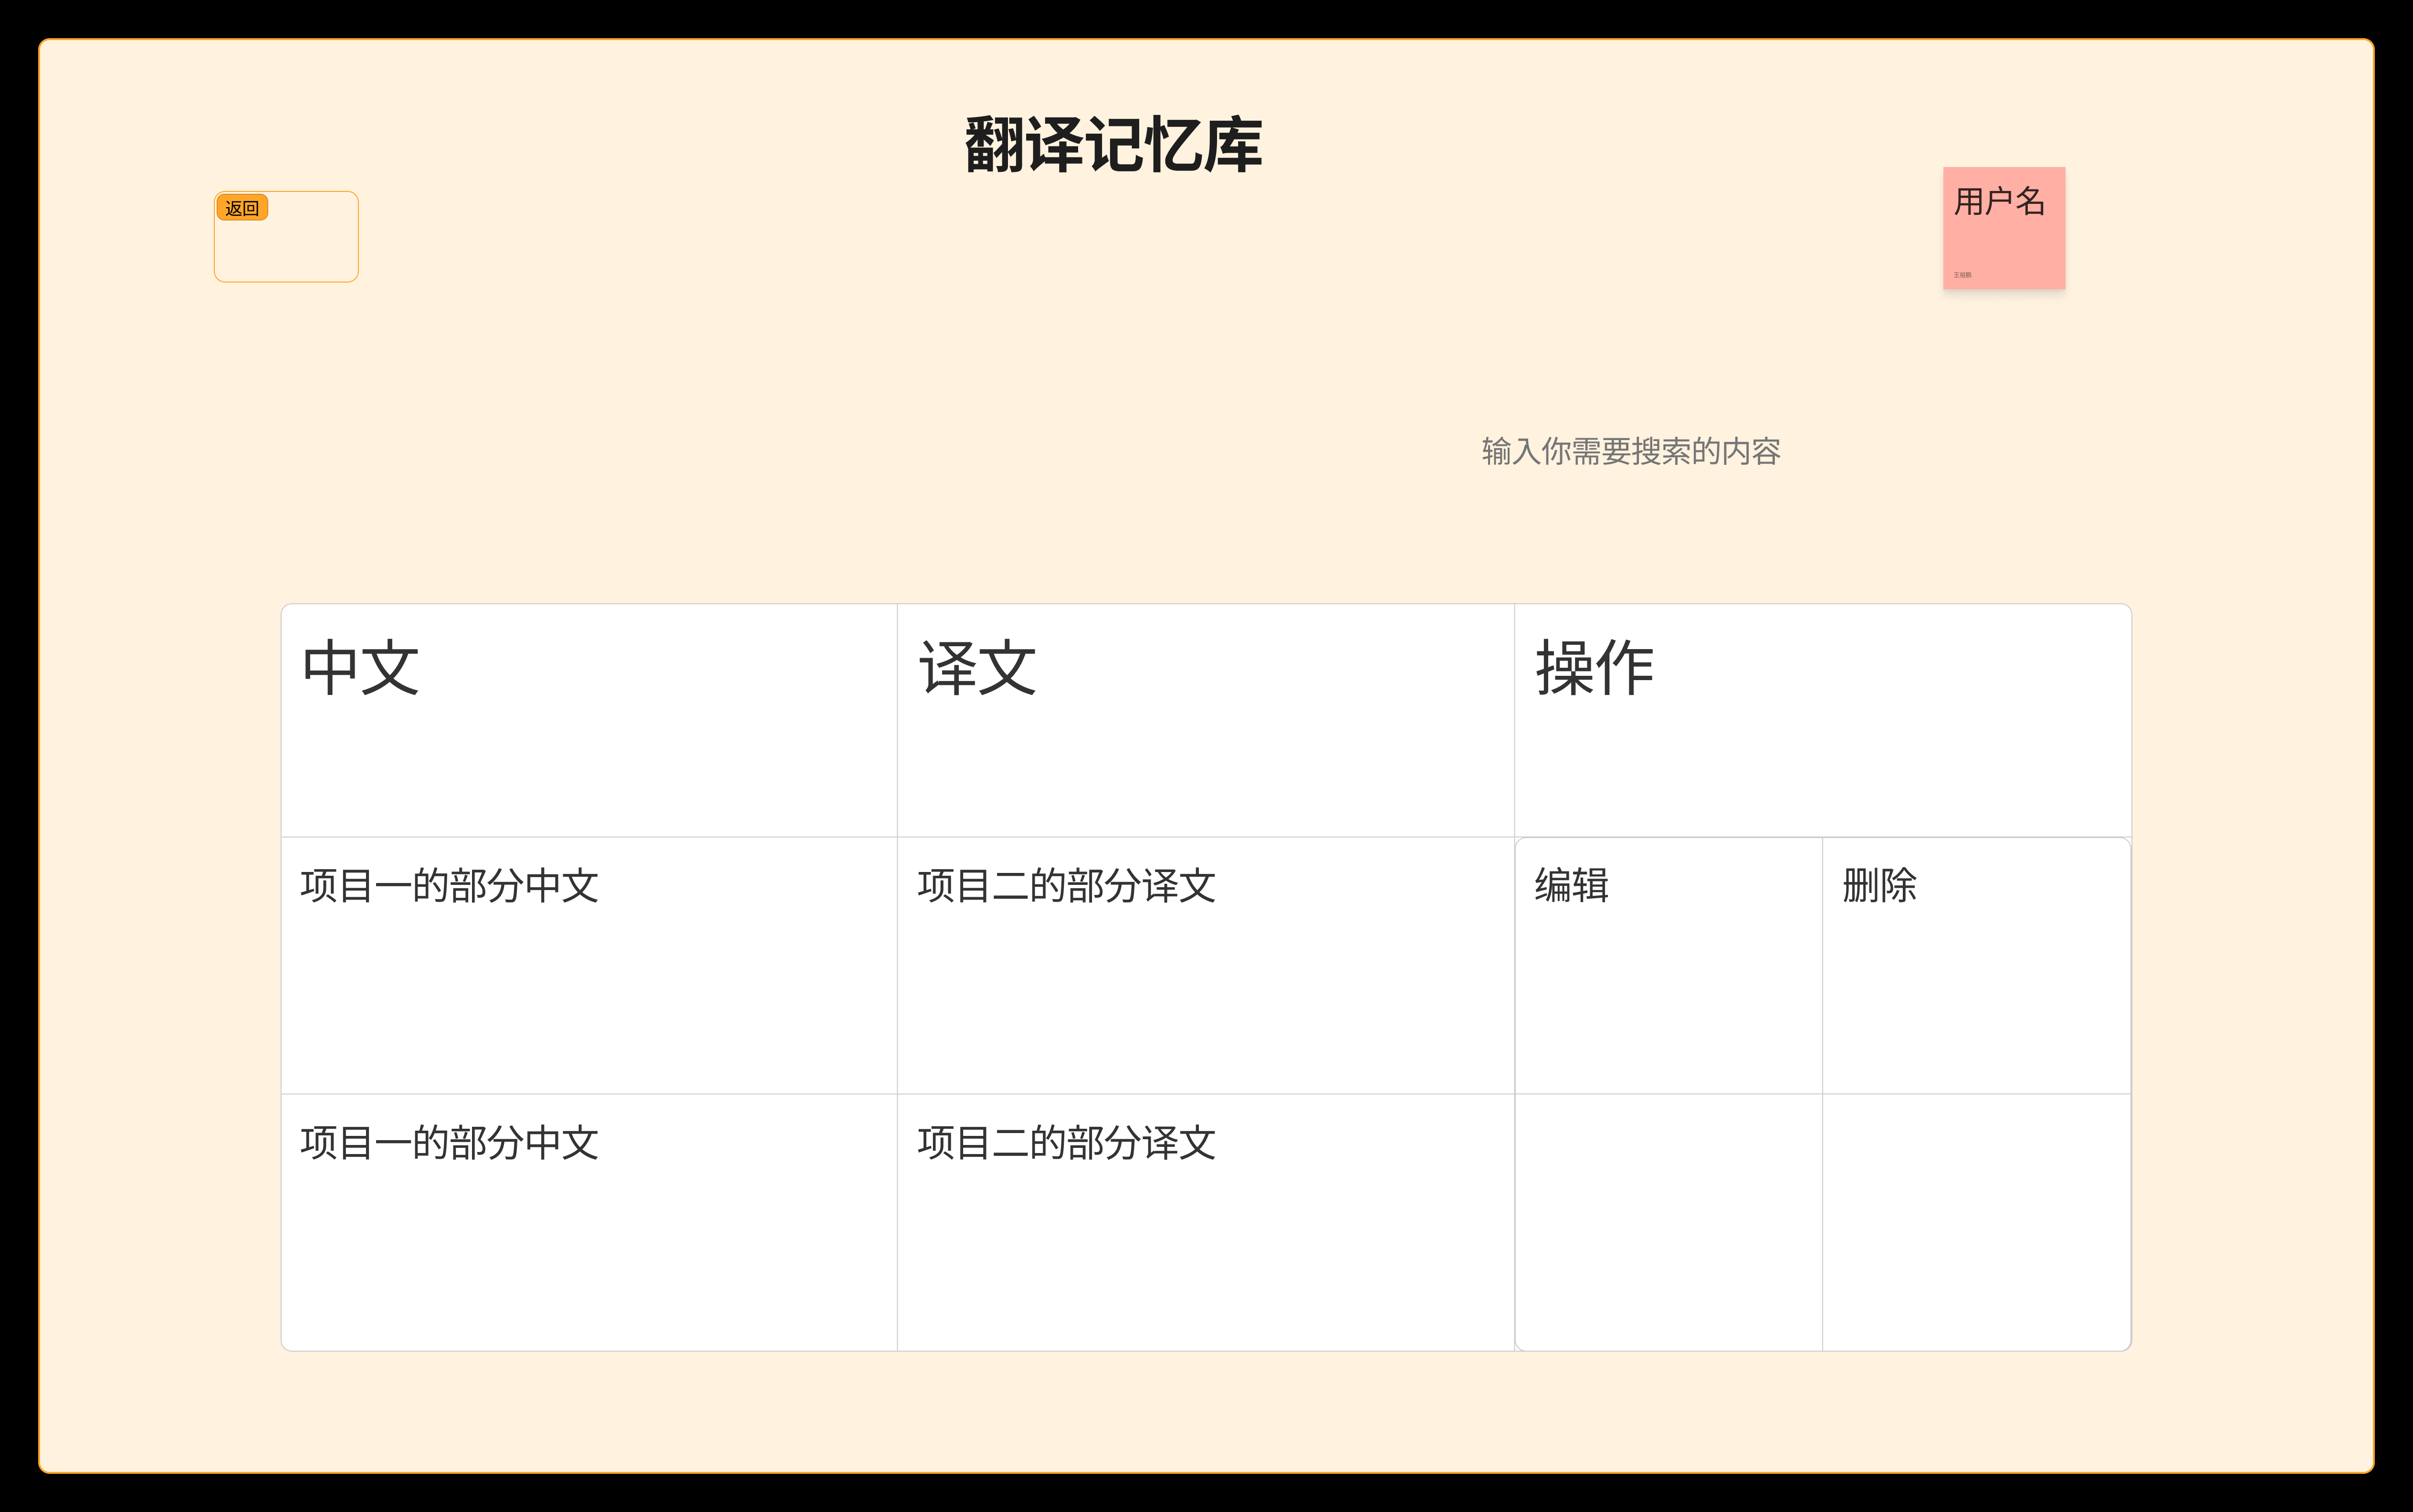 翻译记忆库
返回
用户名
输入你需要搜索的内容
中文 译文 操作
项目一的部分中文 项目二的部分译文 编辑 删除
项目一的部分中文 项目二的部分译文